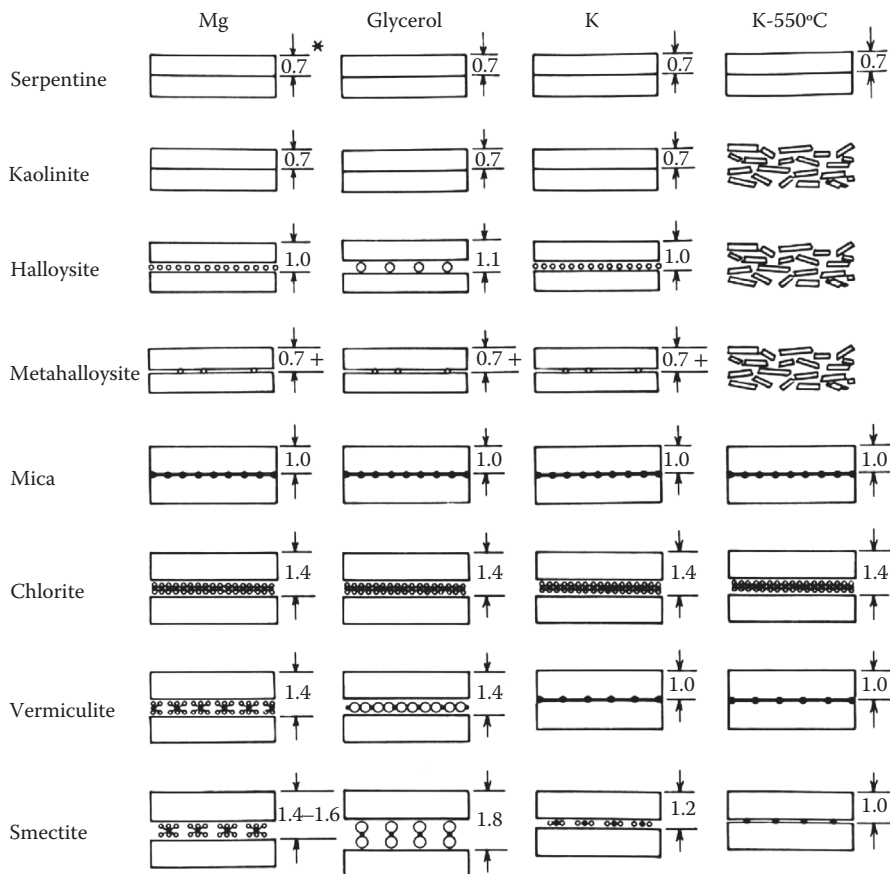 Mg Glycerol K K-550°C
Serpentine 0.7 * 0.7 0.7 0.7
Kaolinite 0.7 0.7 0.7
Halloysite 1.0 1.1 1.0
Metahalloysite 0.7 + 0.7 + 0.7 +
Mica 1.0 1.0 1.0 1.0
Chlorite 1.4 1.4 1.4 1.4
Vermiculite 1.4 1.4 1.0 1.0
Smectite 1.4–1.6 1.8 1.2 1.0